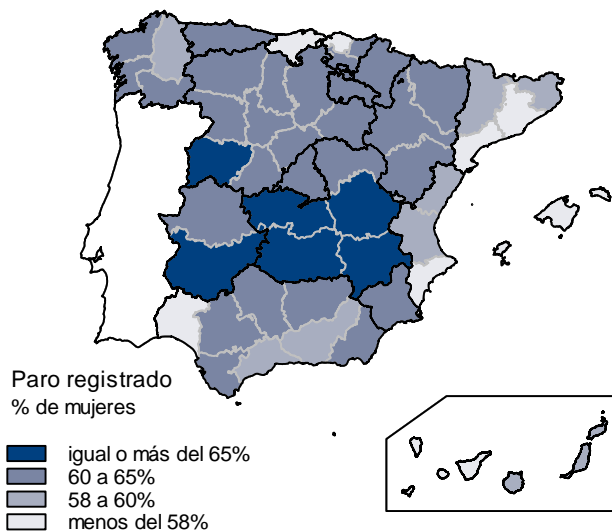 Paro registrado
% de mujeres
igual o más del 65%
60 a 65%
58 a 60%
menos del 58%